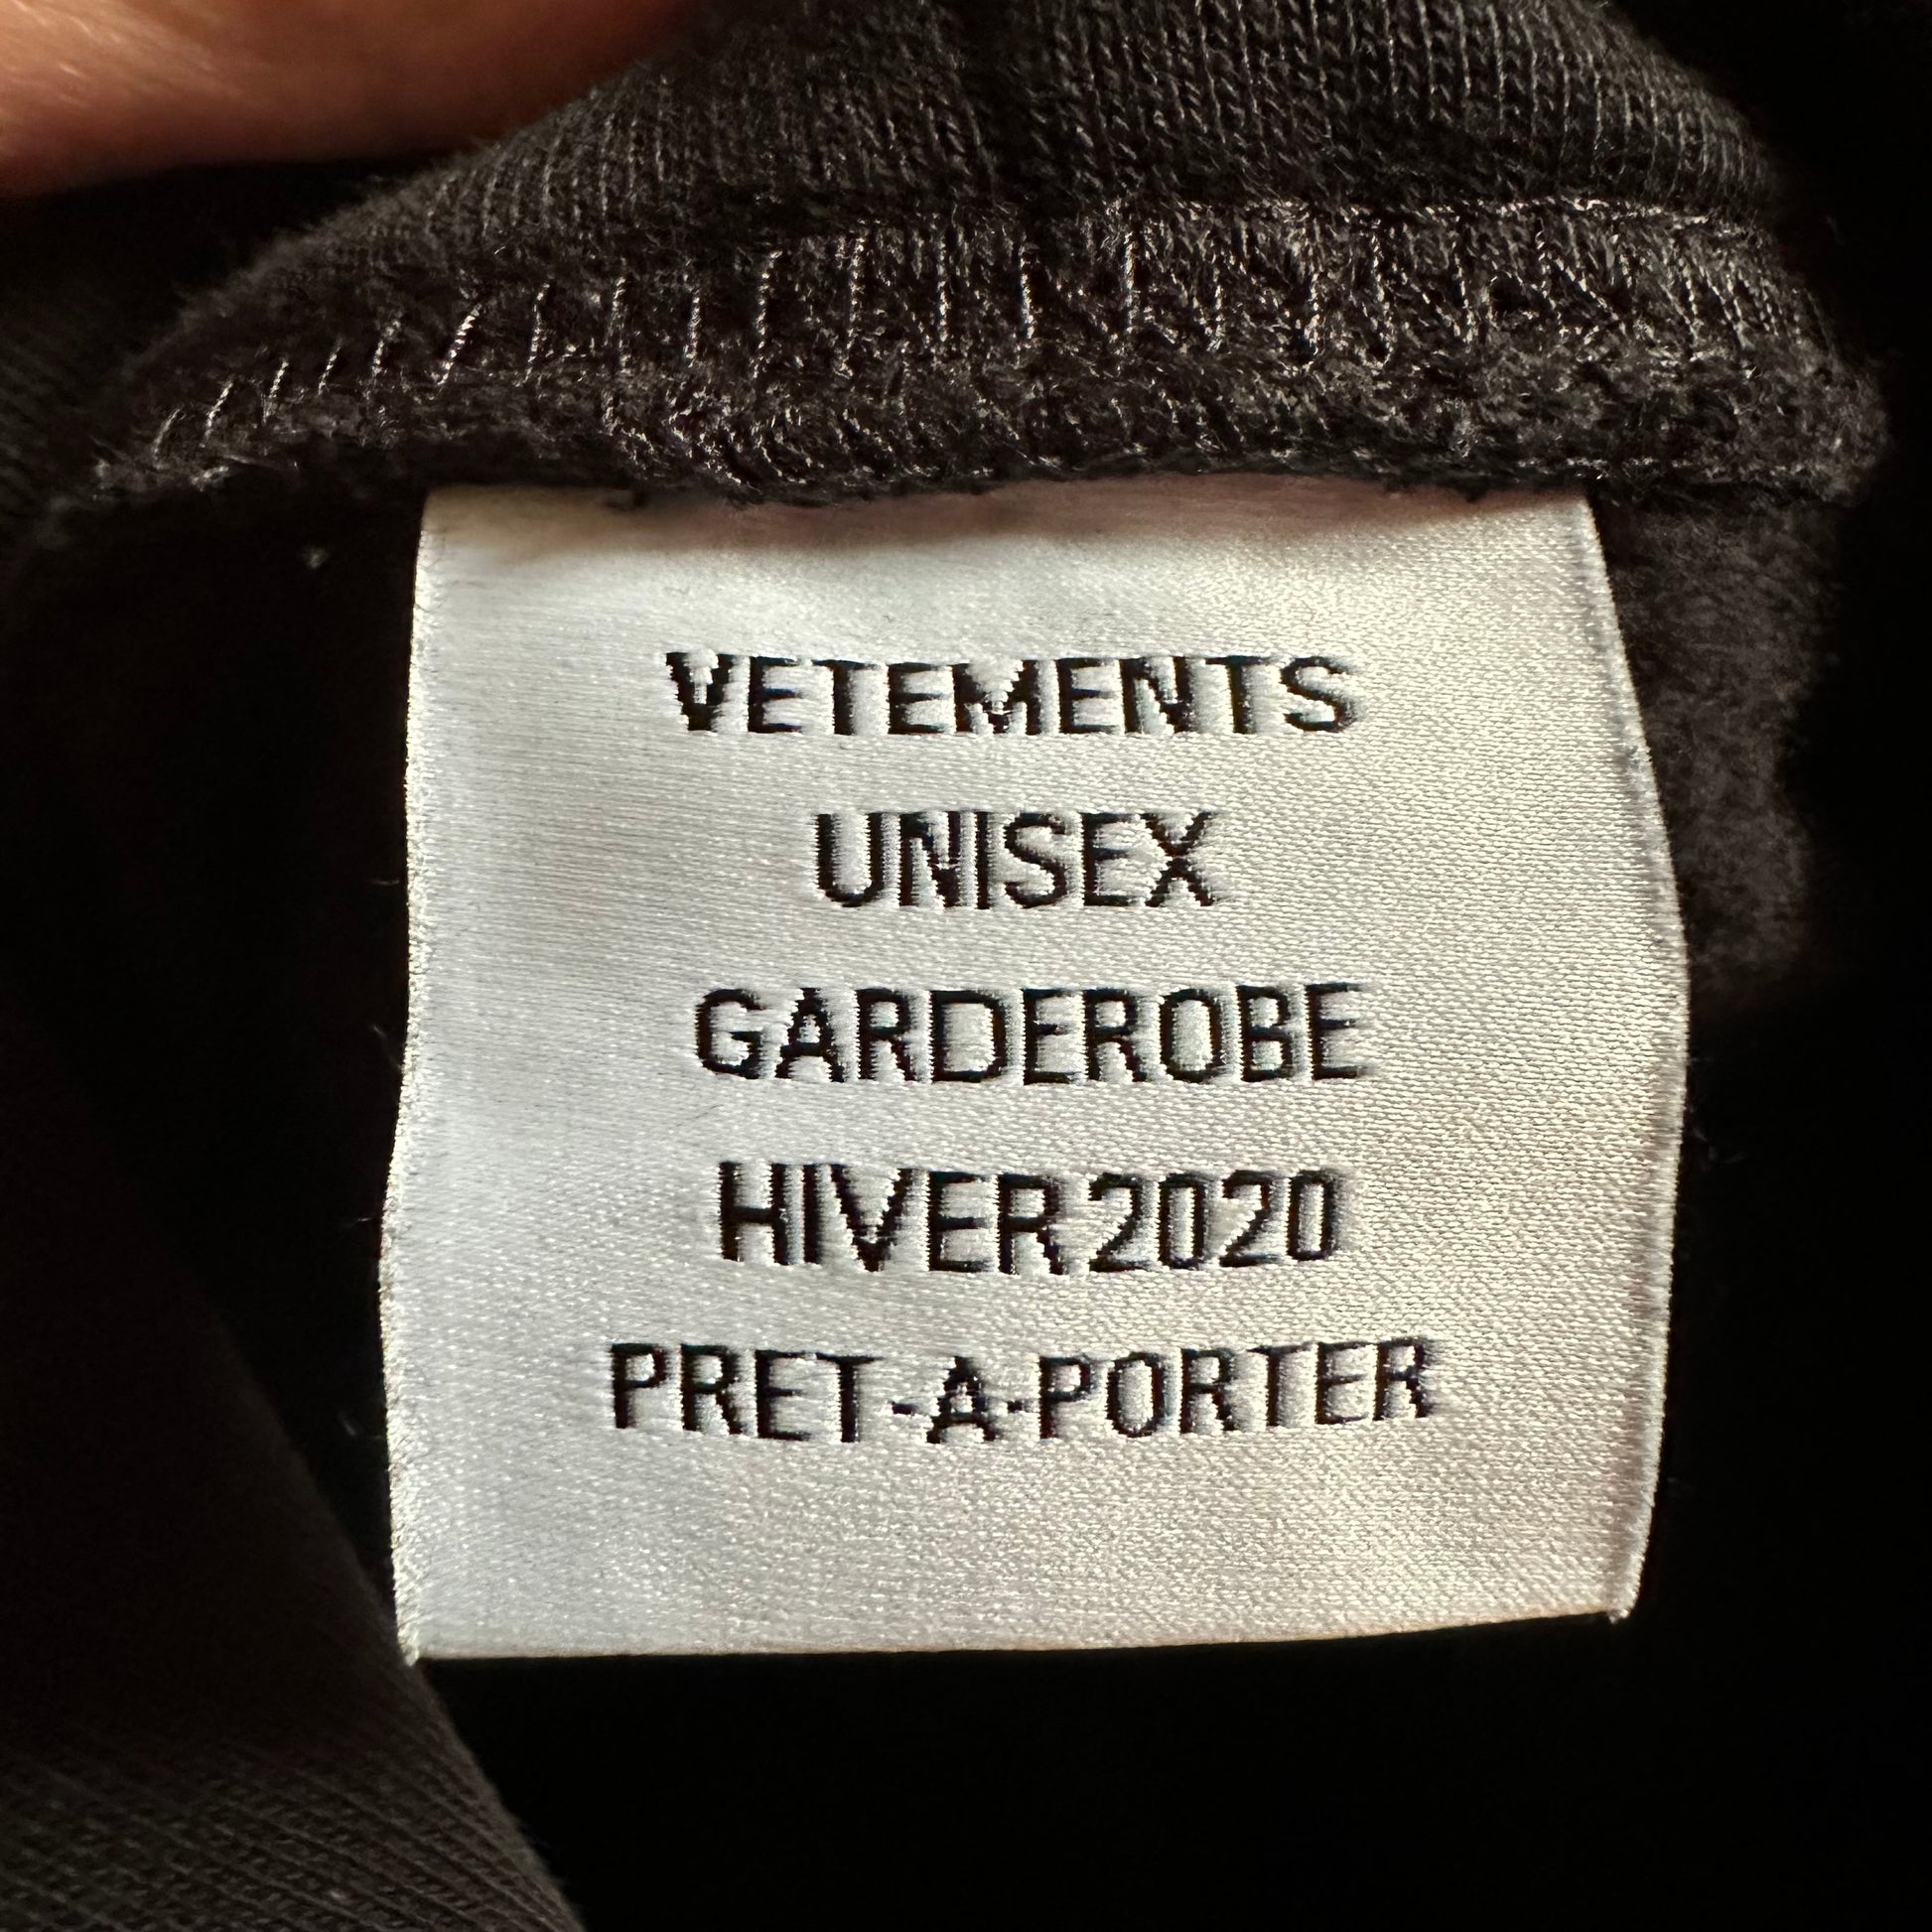 VETEMENTS
UNISEX
GARDEROBE
HIVER 2020
PRET-A-PORTER